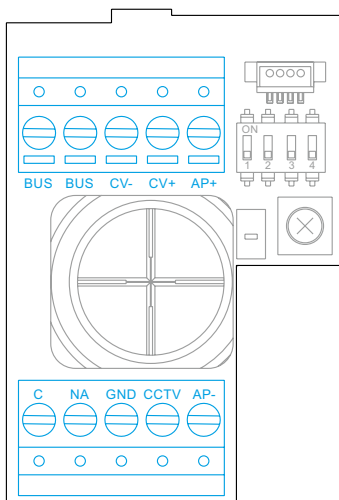 ON
1 2 3 4
BUS BUS CV- CV+ AP+
C NA GND CCTV AP-